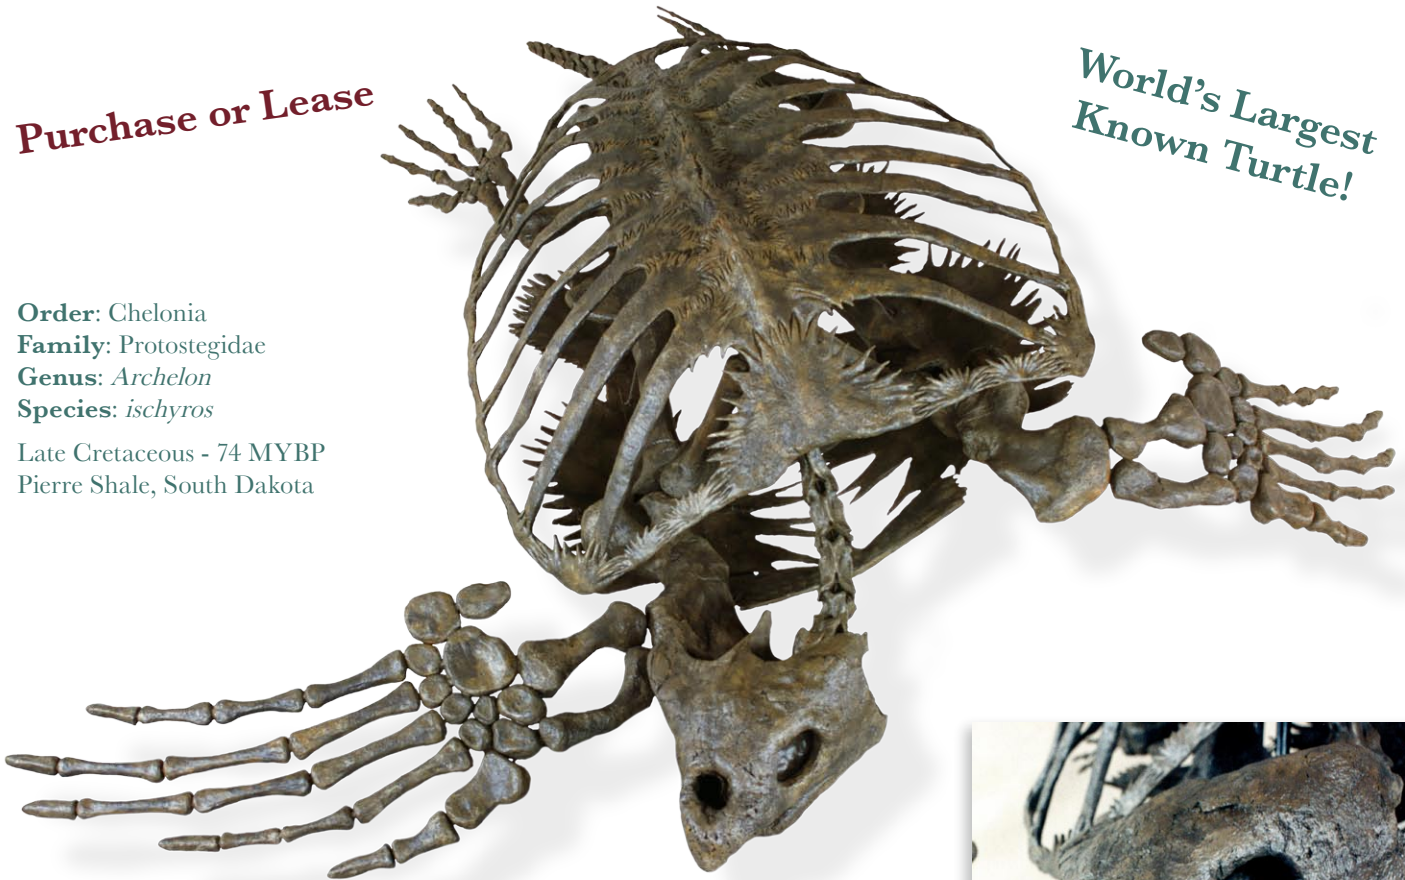 Purchase or Lease
World’s Largest
Known Turtle!
Order: Chelonia
Family: Protostegidae
Genus: Archelon
Species: ischyros
Late Cretaceous - 74 MYBP
Pierre Shale, South Dakota